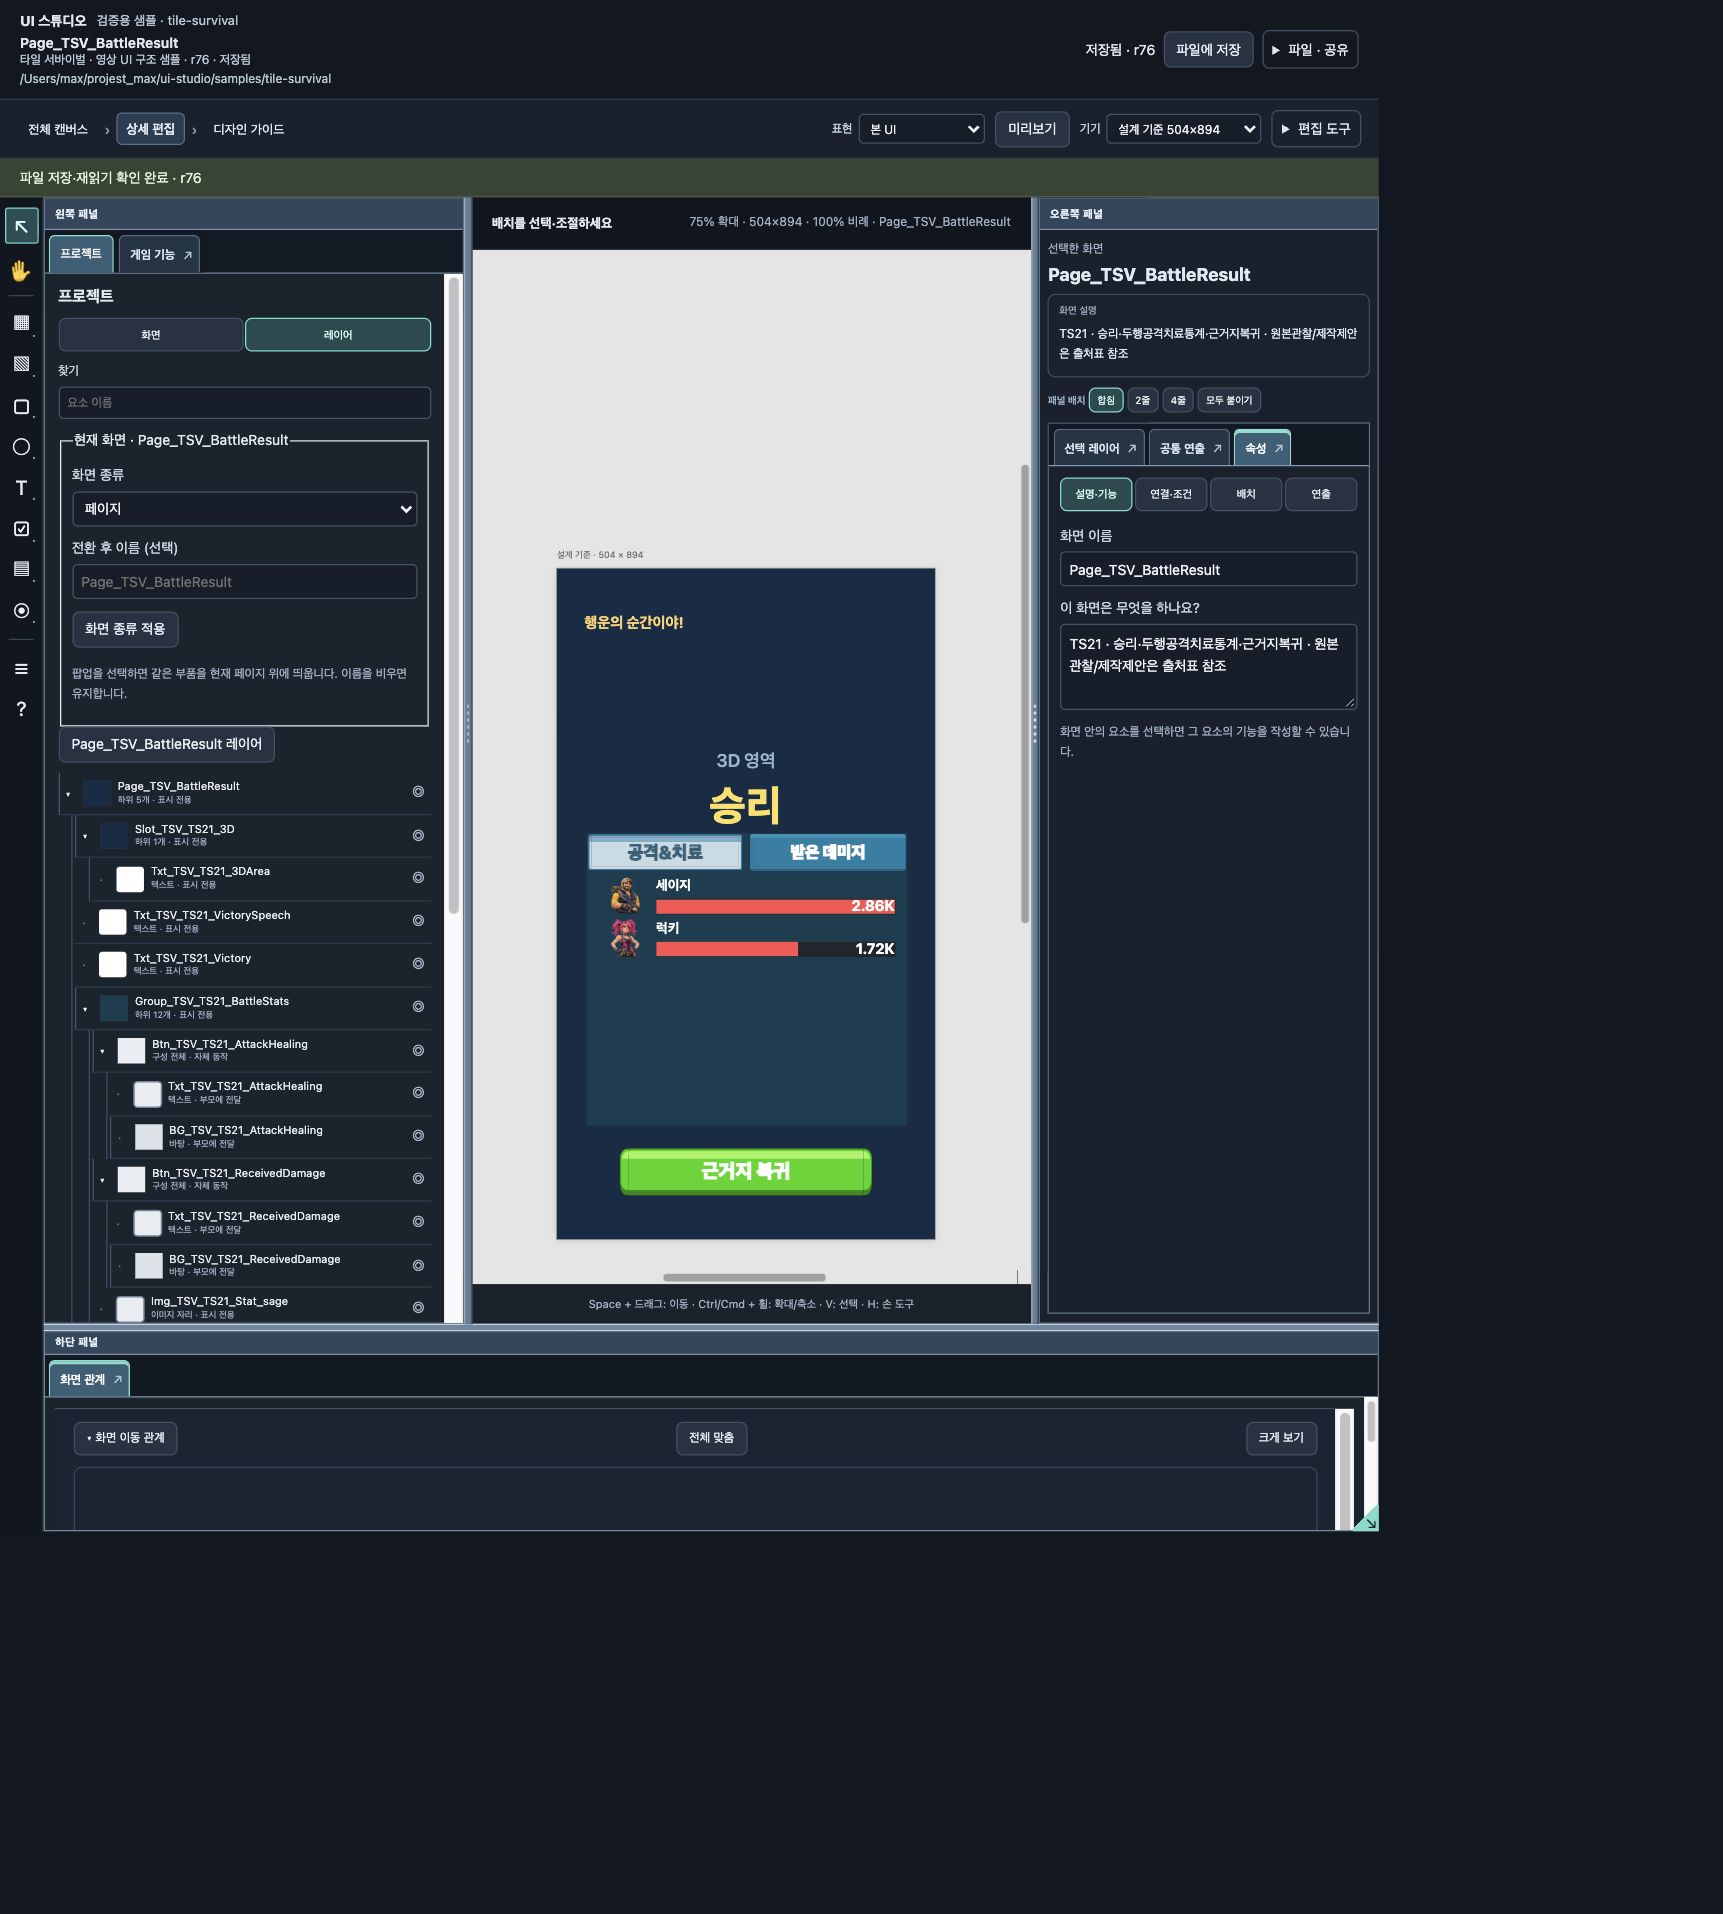 UI 스튜디오 검증용 샘플 · tile-survival
Page_TSV_BattleResult
타일 서바이벌 · 영상 UI 구조 샘플 · r76 · 저장됨
/Users/max/projest_max/ui-studio/samples/tile-survival
저장됨 · r76
파일에 저장
▶ 파일 · 공유
전체 캔버스 › 상세 편집 › 디자인 가이드
표현 본 UI
미리보기
기기 설계 기준 504×894
▶ 편집 도구
파일 저장·재읽기 확인 완료 · r76
왼쪽 패널
프로젝트
게임 기능 ↗
프로젝트
화면
레이어
찾기
요소 이름
현재 화면 · Page_TSV_BattleResult
화면 종류
페이지
전환 후 이름 (선택)
Page_TSV_BattleResult
화면 종류 적용
팝업을 선택하면 같은 부품을 현재 페이지 위에 띄웁니다. 이름을 비우면
유지합니다.
Page_TSV_BattleResult 레이어
Page_TSV_BattleResult
하위 5개 · 표시 전용
Slot_TSV_TS21_3D
하위 1개 · 표시 전용
Txt_TSV_TS21_3DArea
텍스트 · 표시 전용
Txt_TSV_TS21_VictorySpeech
텍스트 · 표시 전용
Txt_TSV_TS21_Victory
텍스트 · 표시 전용
Group_TSV_TS21_BattleStats
하위 12개 · 표시 전용
Btn_TSV_TS21_AttackHealing
구성 전체 · 자체 동작
Txt_TSV_TS21_AttackHealing
텍스트 · 부모에 전달
BG_TSV_TS21_AttackHealing
바탕 · 부모에 전달
Btn_TSV_TS21_ReceivedDamage
구성 전체 · 자체 동작
Txt_TSV_TS21_ReceivedDamage
텍스트 · 부모에 전달
BG_TSV_TS21_ReceivedDamage
바탕 · 부모에 전달
Img_TSV_TS21_Stat_sage
이미지 자리 · 표시 전용
T
?
배치를 선택·조절하세요
75% 확대 · 504×894 · 100% 비례 · Page_TSV_BattleResult
설계 기준 · 504 × 894
행운의 순간이야!
3D 영역
승리
공격&치료
받은 데미지
세이지
2.86K
럭키
1.72K
근거지 복귀
Space + 드래그: 이동 · Ctrl/Cmd + 휠: 확대/축소 · V: 선택 · H: 손 도구
오른쪽 패널
선택한 화면
Page_TSV_BattleResult
화면 설명
TS21 · 승리·두행공격치료통계·근거지복귀 · 원본관찰/제작제안
은 출처표 참조
패널 배치 합침 2줄 4줄 모두 붙이기
선택 레이어 ↗
공통 연출 ↗
속성 ↗
설명·기능
연결·조건
배치
연출
화면 이름
Page_TSV_BattleResult
이 화면은 무엇을 하나요?
TS21 · 승리·두행공격치료통계·근거지복귀 · 원본
관찰/제작제안은 출처표 참조
화면 안의 요소를 선택하면 그 요소의 기능을 작성할 수 있습니
다.
하단 패널
화면 관계 ↗
▾ 화면 이동 관계
전체 맞춤
크게 보기